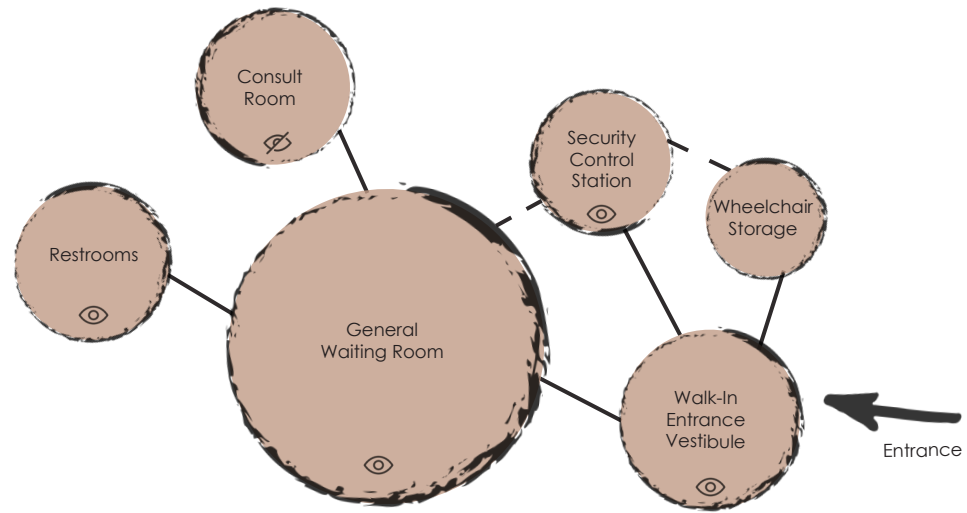 Consult
Room
Security
Control
Station
Wheelchair
Storage
Restrooms
General
Waiting Room
Walk-In
Entrance
Vestibule
Entrance